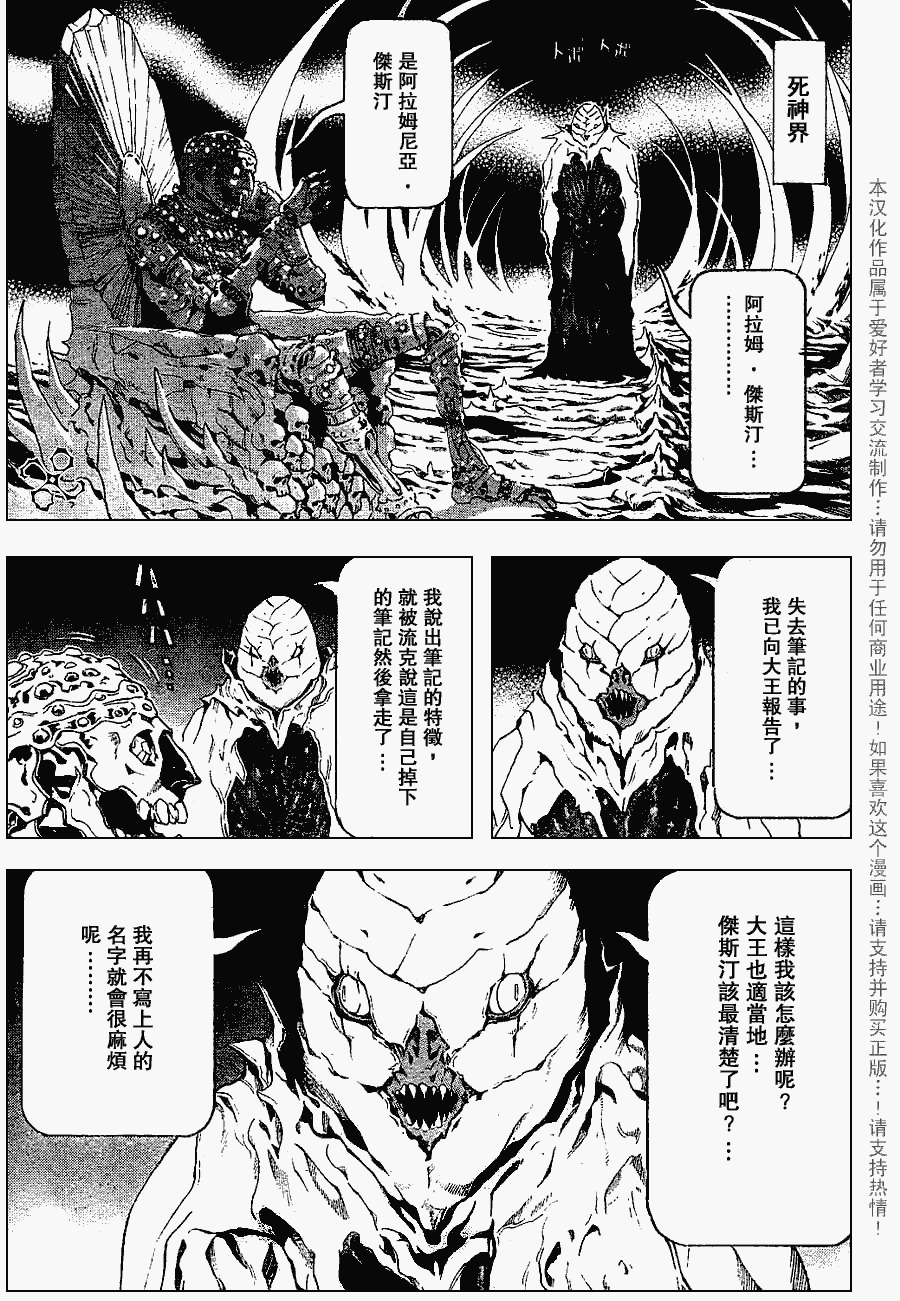 死神界
トボ トボ
阿拉姆．傑斯汀…
…………
是阿拉姆尼亞．
傑斯汀
失去筆記的事，
我已向大王報告了…
我說出筆記的特徵，
就被流克說這是自己掉下
的筆記然後拿走了…
這樣我該怎麼辦呢？
大王也適當地…
傑斯汀該最清楚了吧？…
我再不寫上人的
名字就會很麻煩
呢………
本汉化作品属于爱好者学习交流制作…请勿用于任何商业用途！如果喜欢这个漫画…请支持并购买正版…！请支持热情！